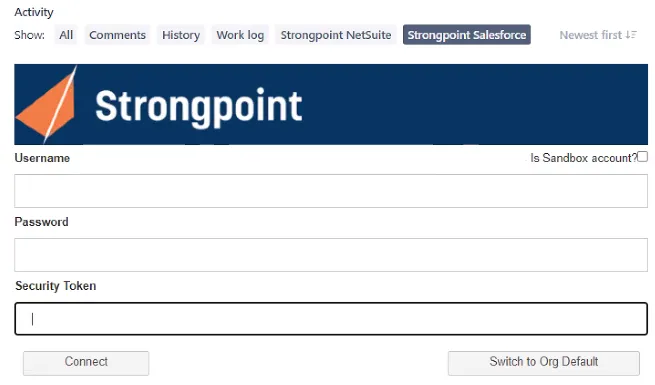 Activity
Show: All Comments History Work log Strongpoint NetSuite Strongpoint Salesforce Newest first
Strongpoint
Username Is Sandbox account?
Password
Security Token
Connect Switch to Org Default